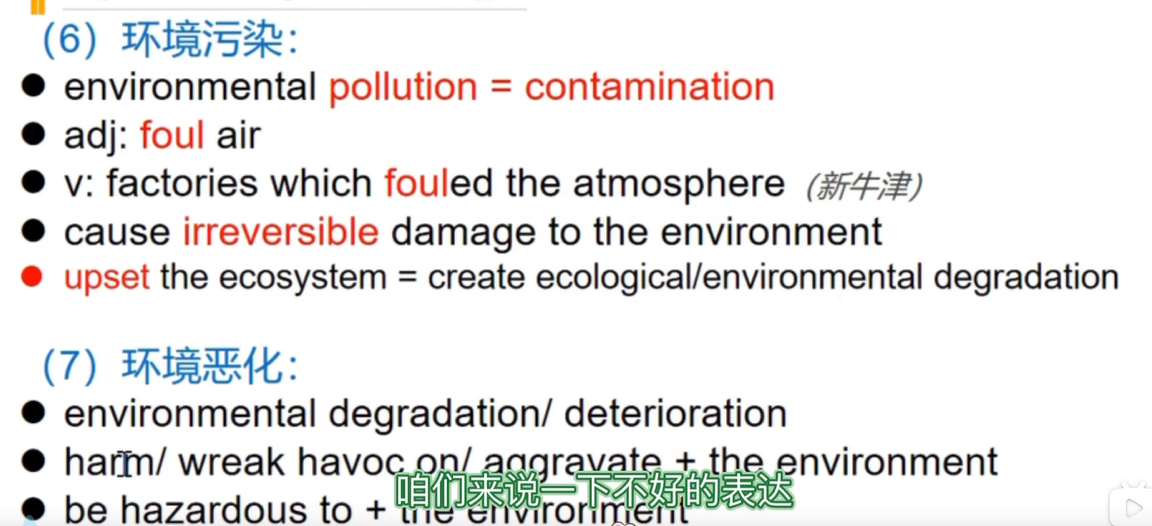 （6）环境污染：
● environmental pollution = contamination
● adj: foul air
● v: factories which fouled the atmosphere (新牛津)
● cause irreversible damage to the environment
● upset the ecosystem = create ecological/environmental degradation
（7）环境恶化：
● environmental degradation/ deterioration
● harm/ wreak havoc on/ aggravate + the environment
咱们来说一下不好的表达
● be hazardous to + the environment